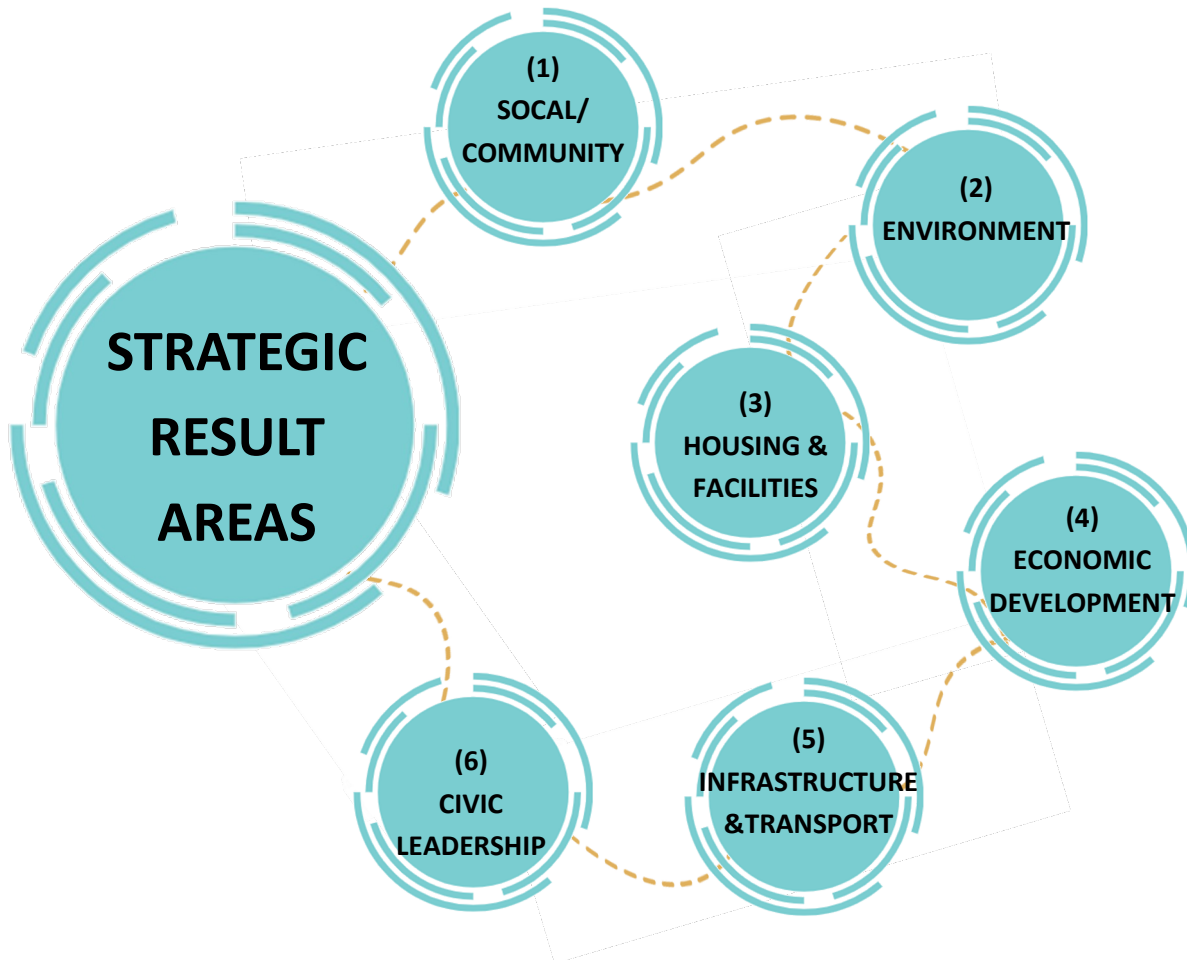 STRATEGIC
RESULT
AREAS
(1)
SOCAL/
COMMUNITY
(2)
ENVIRONMENT
(3)
HOUSING &
FACILITIES
(4)
ECONOMIC
DEVELOPMENT
(5)
INFRASTRUCTURE
&TRANSPORT
(6)
CIVIC
LEADERSHIP